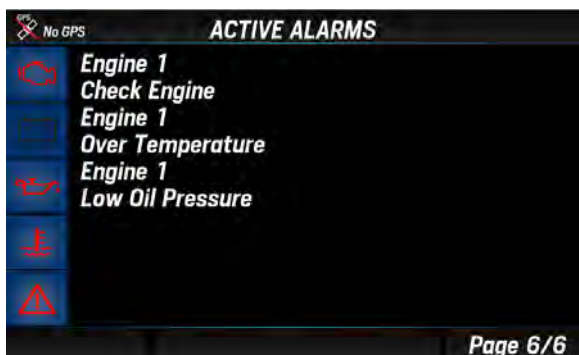 GPS
No GPS
ACTIVE ALARMS
Engine 1
Check Engine
Engine 1
Over Temperature
Engine 1
Low Oil Pressure
Page 6/6